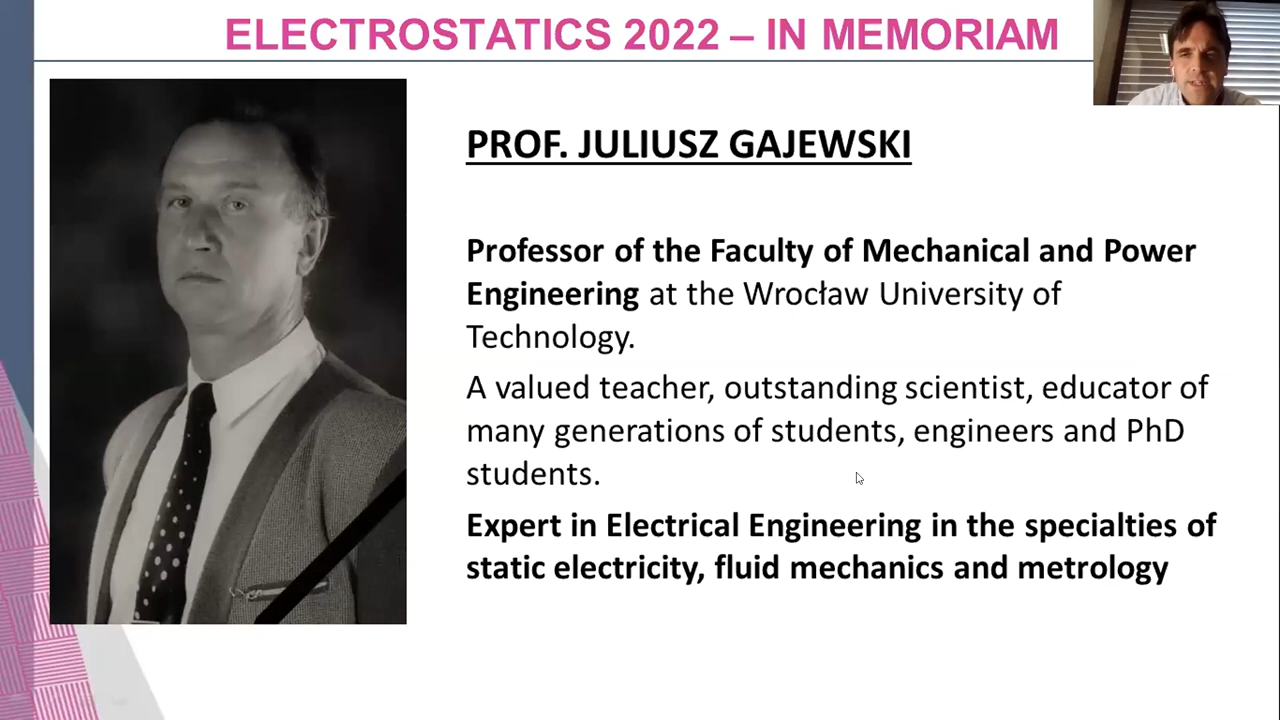 ELECTROSTATICS 2022 – IN MEMORIAM
PROF. JULIUSZ GAJEWSKI
Professor of the Faculty of Mechanical and Power
Engineering at the Wrocław University of
Technology.
A valued teacher, outstanding scientist, educator of
many generations of students, engineers and PhD
students.
Expert in Electrical Engineering in the specialties of
static electricity, fluid mechanics and metrology